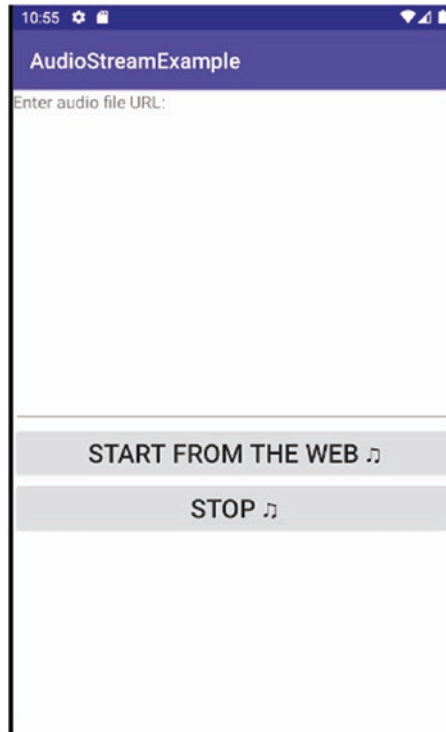 10:55
AudioStreamExample
Enter audio file URL:
START FROM THE WEB ♫
STOP ♫